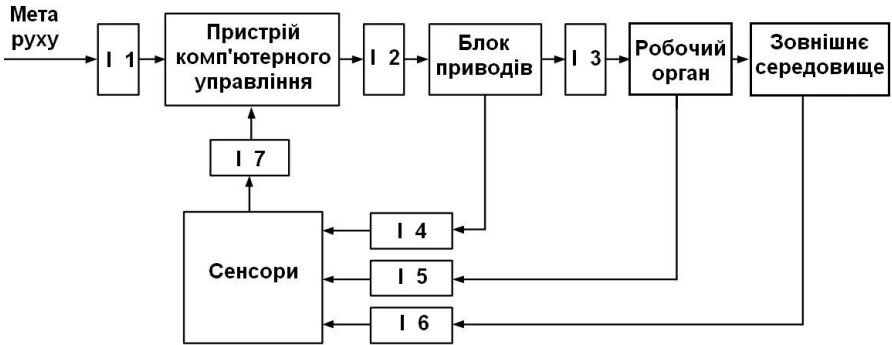 Мета
руху
І 1
Пристрій
комп'ютерного
управління
І 2
Блок
приводів
І 3
Робочий
орган
Зовнішнє
середовище
І 7
Сенсори
І 4
І 5
І 6